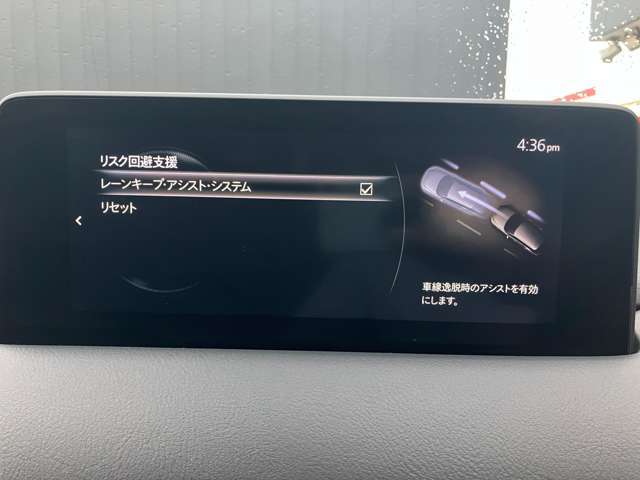 4:36pm
リスク回避支援
レーンキープ･アシスト･システム
リセット
車線逸脱時のアシストを有効
にします。